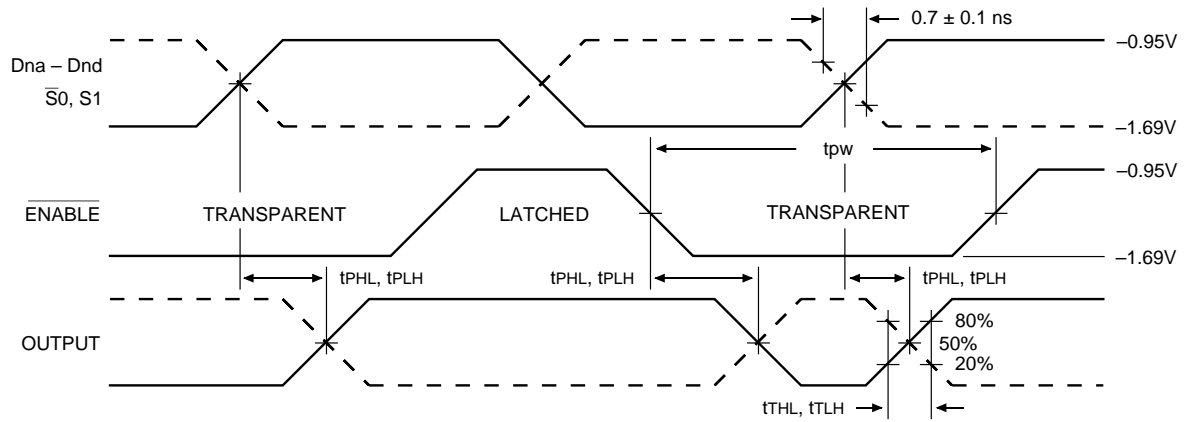 0.7 ± 0.1 ns
–0.95V
Dna – Dnd
S̅0, S1
–1.69V
tpw
–0.95V
E̅N̅A̅B̅L̅E̅
TRANSPARENT
LATCHED
TRANSPARENT
–1.69V
tPHL, tPLH
tPHL, tPLH
tPHL, tPLH
OUTPUT
80%
50%
20%
tTHL, tTLH